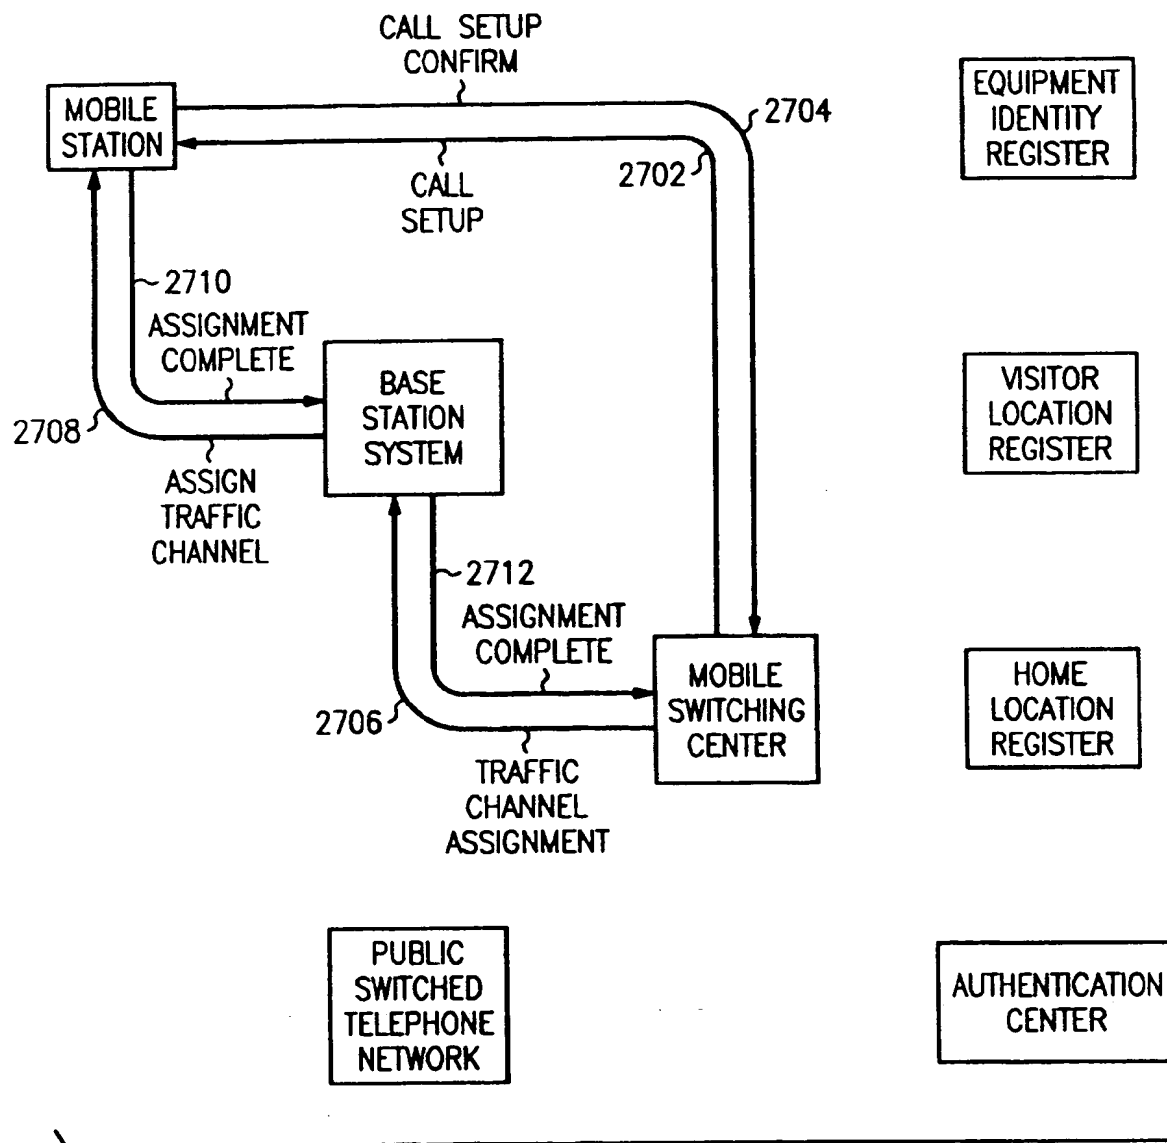 CALL SETUP
CONFIRM
MOBILE
STATION
2704
EQUIPMENT
IDENTITY
REGISTER
2702
CALL
SETUP
2710
ASSIGNMENT
COMPLETE
BASE
STATION
SYSTEM
VISITOR
LOCATION
REGISTER
2708
ASSIGN
TRAFFIC
CHANNEL
2712
ASSIGNMENT
COMPLETE
MOBILE
SWITCHING
CENTER
HOME
LOCATION
REGISTER
2706
TRAFFIC
CHANNEL
ASSIGNMENT
PUBLIC
SWITCHED
TELEPHONE
NETWORK
AUTHENTICATION
CENTER